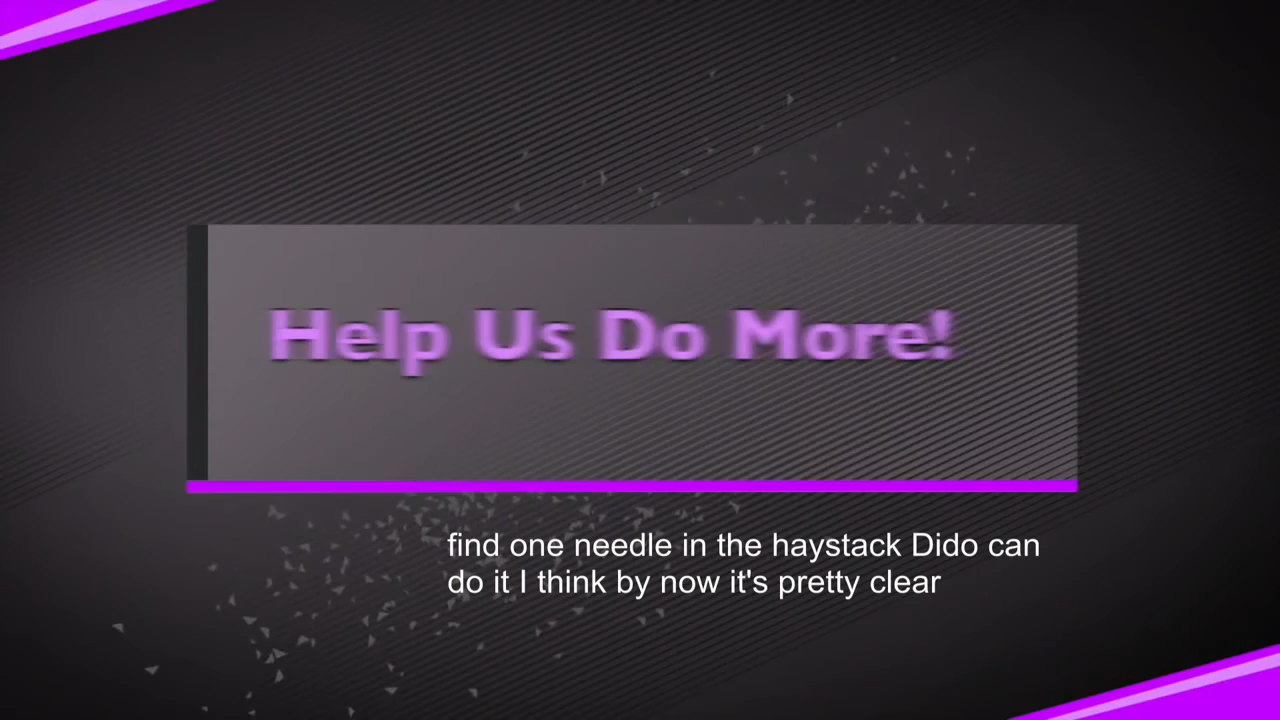 Help Us Do More!
find one needle in the haystack Dido can
do it I think by now it's pretty clear